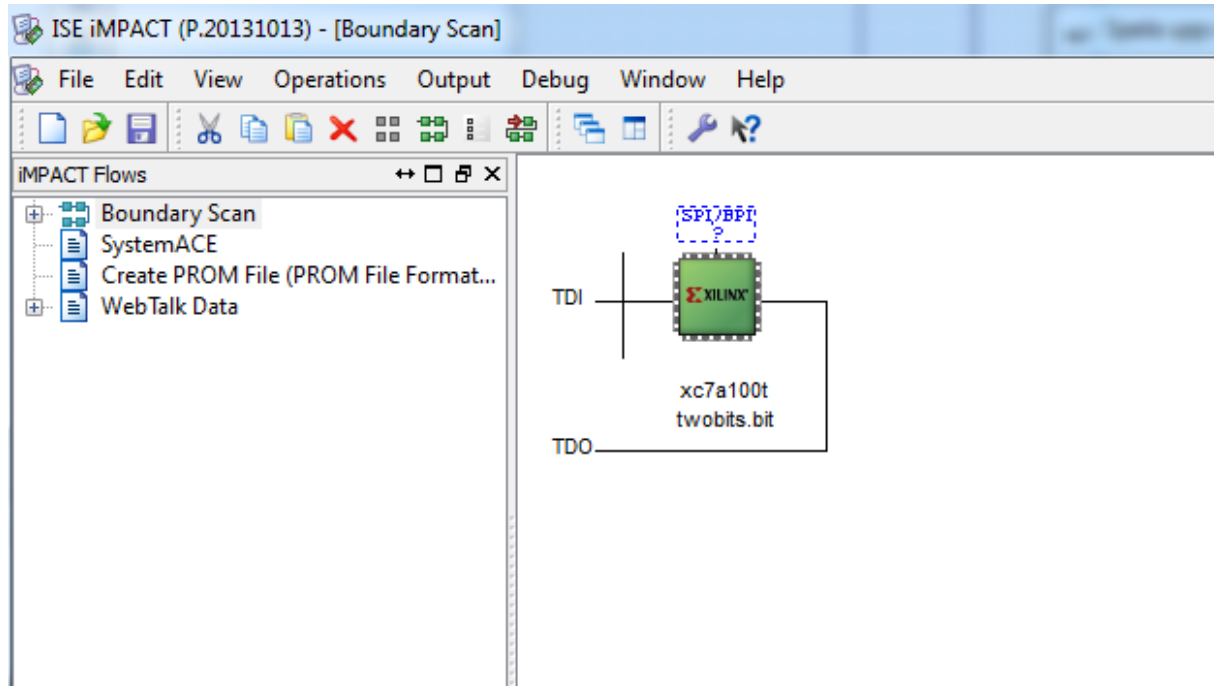 ISE iMPACT (P.20131013) - [Boundary Scan]
File Edit View Operations Output Debug Window Help
iMPACT Flows
Boundary Scan
SystemACE
Create PROM File (PROM File Format...
WebTalk Data
SPI/BPI
?
TDI
XILINX
xc7a100t
twobits.bit
TDO